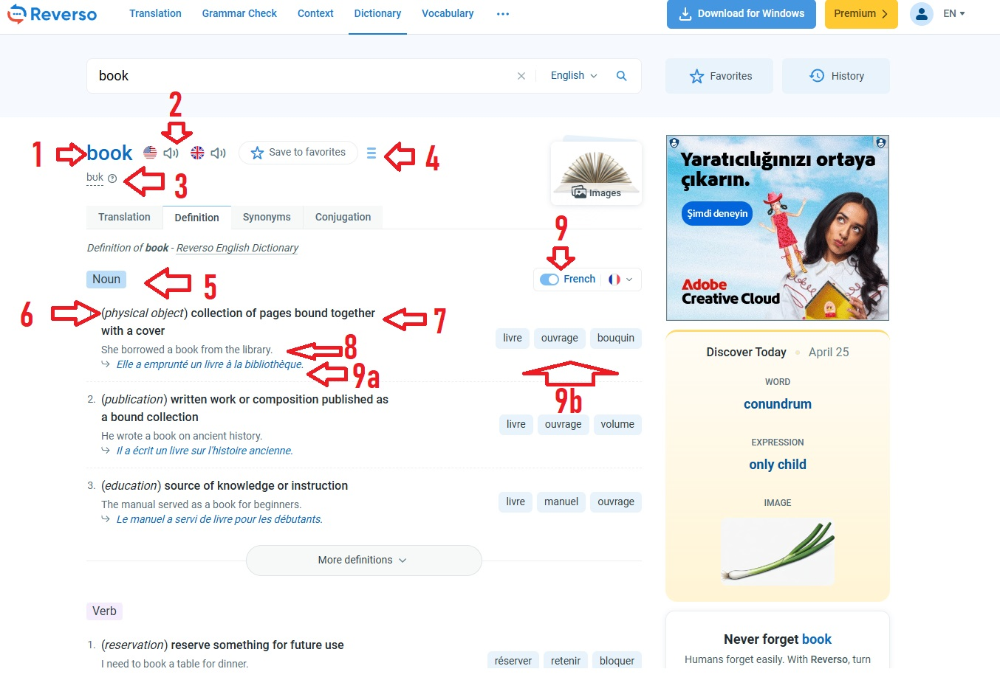 Reverso
Translation Grammar Check Context Dictionary Vocabulary •••
Download for Windows
Premium
EN
book
English
Favorites
History
2
1
book
Save to favorites
4
bʊk
3
Images
Translation Definition Synonyms Conjugation
9
Definition of book - Reverso English Dictionary
Noun
5
French
6
(physical object) collection of pages bound together
with a cover
7
She borrowed a book from the library.
8
Elle a emprunté un livre à la bibliothèque.
9a
livre ouvrage bouquin
9b
2. (publication) written work or composition published as
a bound collection
He wrote a book on ancient history.
Il a écrit un livre sur l'histoire ancienne.
livre ouvrage volume
3. (education) source of knowledge or instruction
The manual served as a book for beginners.
Le manuel a servi de livre pour les débutants.
livre manuel ouvrage
More definitions
Verb
1. (reservation) reserve something for future use
I need to book a table for dinner.
réserver retenir bloquer
Yaratıcılığınızı ortaya
çıkarın.
Şimdi deneyin
Adobe
Creative Cloud
Discover Today • April 25
WORD
conundrum
EXPRESSION
only child
IMAGE
Never forget book
Humans forget easily. With Reverso, turn